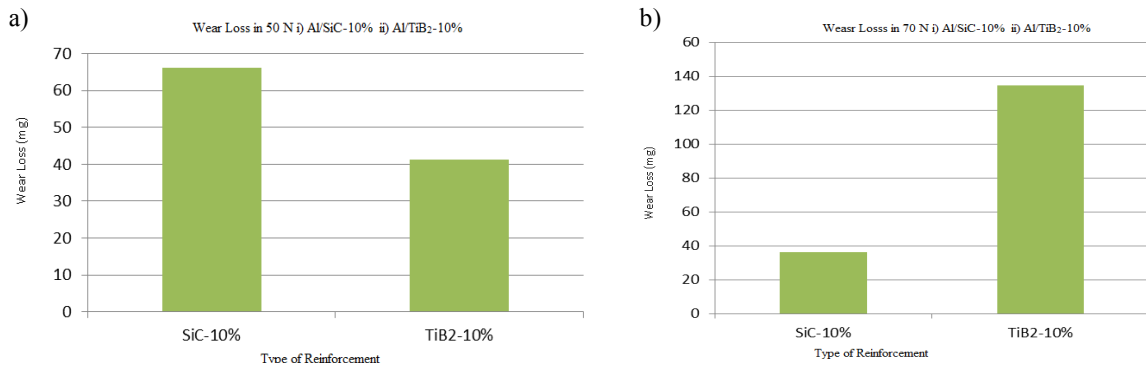 a)
Wear Loss in 50 N i) Al/SiC-10% ii) Al/TiB2-10%
70
60
50
40
30
20
10
0
Wear Loss (mg)
SiC-10%
TiB2-10%
Type of Reinforcement
b)
Weasr Losss in 70 N i) Al/SiC-10% ii) Al/TiB2-10%
60
140
120
100
80
60
40
20
0
Wear Loss (mg)
SiC-10%
TiB2-10%
Type of Reinforcement